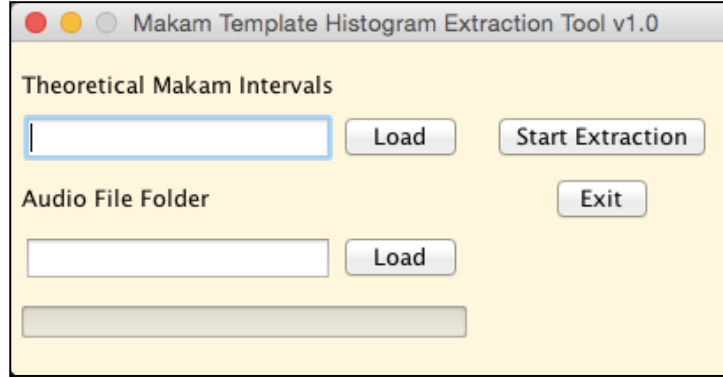 Makam Template Histogram Extraction Tool v1.0
Theoretical Makam Intervals
Load
Start Extraction
Audio File Folder
Exit
Load